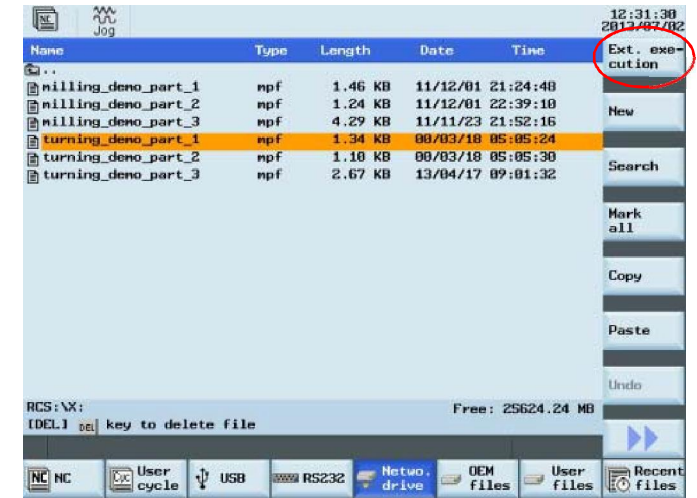 NC
Jog
12:31:30
2013/07/02
Name Type Length Date Time
Ext. exe-
cution
..
milling_demo_part_1 mpf 1.46 KB 11/12/01 21:24:48
milling_demo_part_2 mpf 1.24 KB 11/12/01 22:39:10
New
milling_demo_part_3 mpf 4.29 KB 11/11/23 21:52:16
turning_demo_part_1 mpf 1.34 KB 00/03/18 05:05:24
turning_demo_part_2 mpf 1.10 KB 00/03/18 05:05:30
Search
turning_demo_part_3 mpf 2.67 KB 13/04/17 09:01:32
Mark
all
Copy
Paste
Undo
RCS:\X: Free: 25624.24 MB
[DEL] DEL key to delete file
NC NC
CYC User
cycle
USB
RS232
Netwo.
drive
OEM
files
User
files
Recent
files